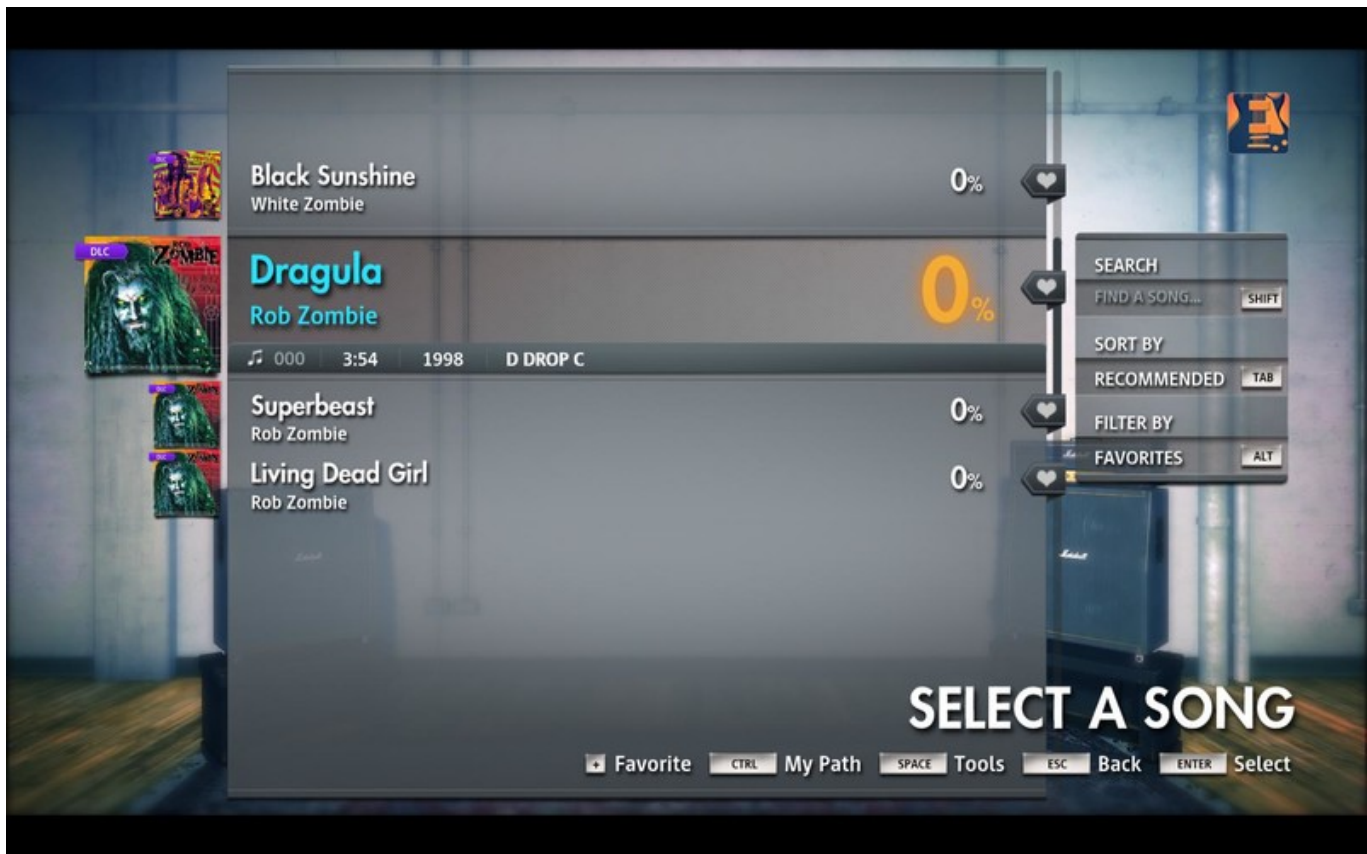 Black Sunshine
White Zombie
0%
DLC
ZOMBIE
Dragula
Rob Zombie
0%
000 3:54 1998 D DROP C
Superbeast
Rob Zombie
0%
Living Dead Girl
Rob Zombie
0%
SEARCH
FIND A SONG... SHIFT
SORT BY
RECOMMENDED TAB
FILTER BY
FAVORITES ALT
Marshall
SELECT A SONG
+ Favorite CTRL My Path SPACE Tools ESC Back ENTER Select